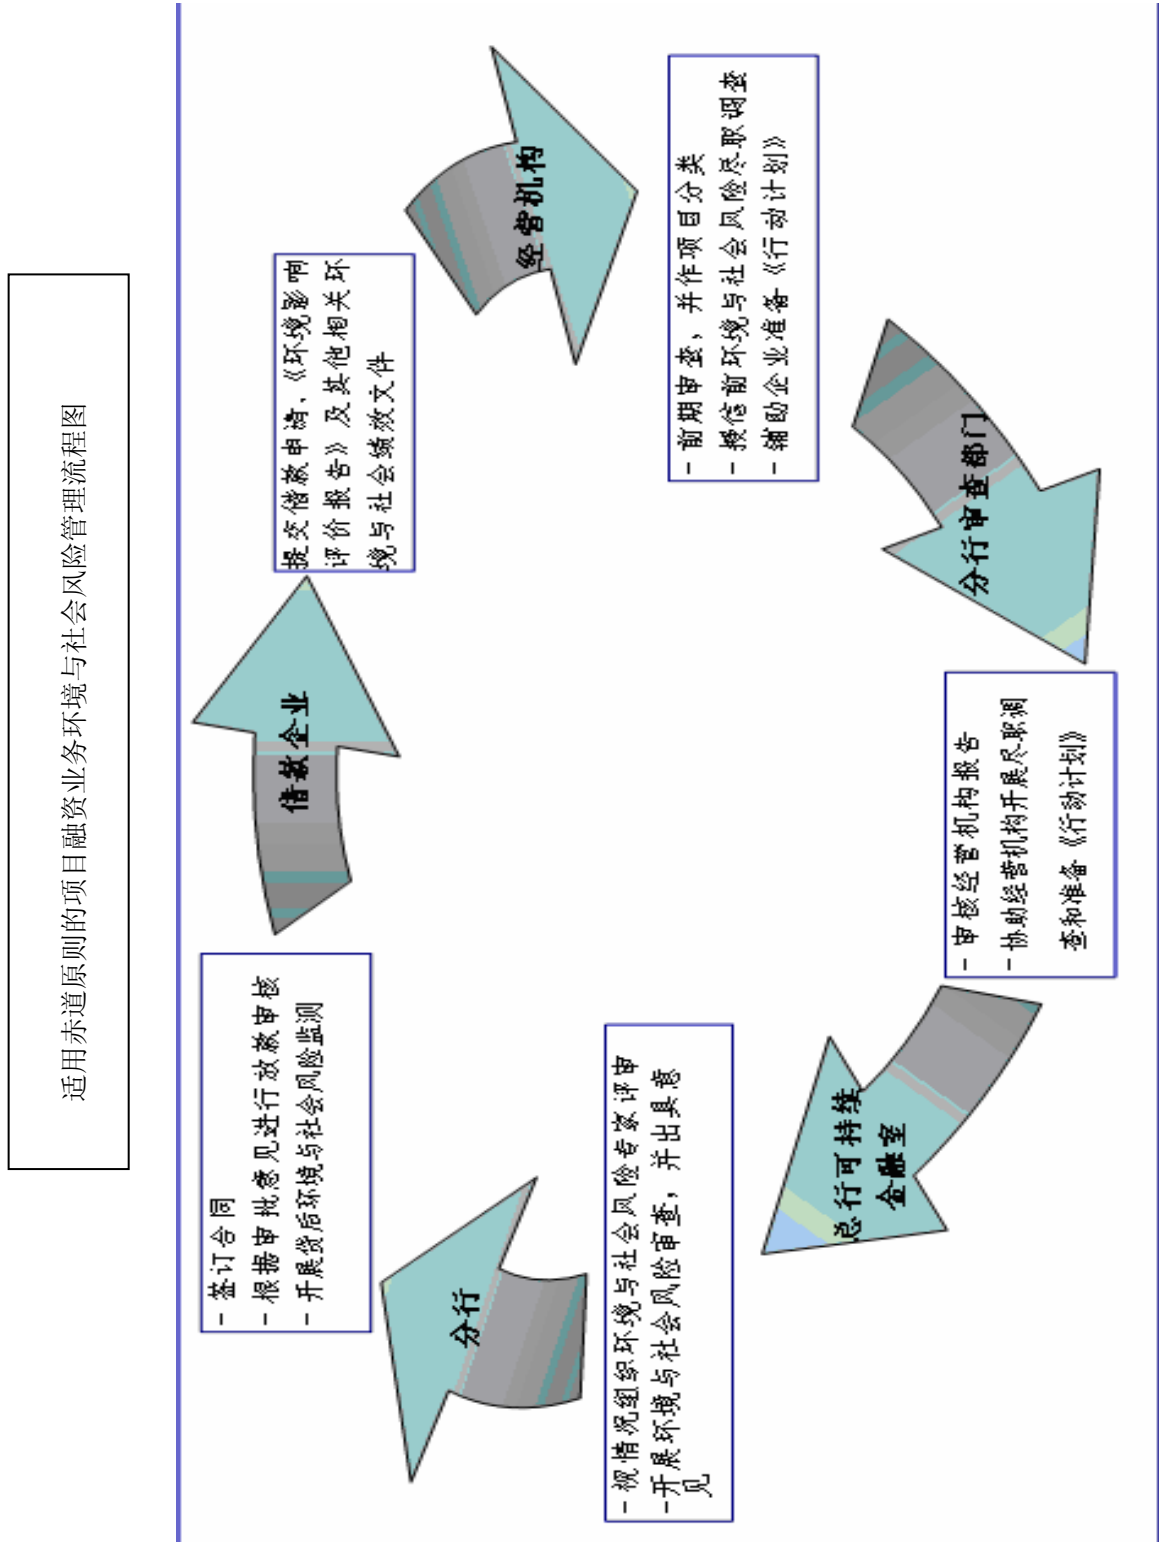 适用赤道原则的项目融资业务环境与社会风险管理流程图
借款企业
提交借款申请、《环境影响
评价报告》及其他相关环
境与社会绩效文件
经营机构
- 前期审查，并作项目分类
- 授信前环境与社会风险尽职调查
- 辅助企业准备《行动计划》
分行审查部门
- 审核经营机构报告
- 协助经营机构开展尽职调
查和准备《行动计划》
总行可持续
金融室
- 视情况组织环境与社会风险专家评审
-开展环境与社会风险审查，并出具意
见
分行
- 签订合同
- 根据审批意见进行放款审核
- 开展贷后环境与社会风险监测